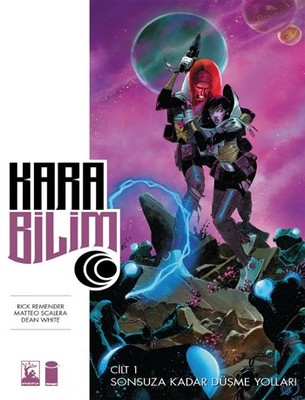 KARA
BİLİM
RICK REMENDER
MATTEO SCALERA
DEAN WHITE
CİLT 1
SONSUZA KADAR DÜŞME YOLLARI